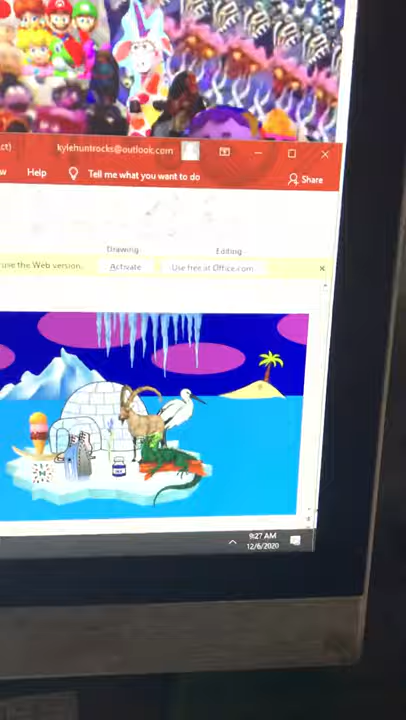 ct) kylehuntrocks@outlook.com
w Help Tell me what you want to do Share
Drawing Editing
use the Web version. Activate Use free at Office.com
9:27 AM
12/6/2020